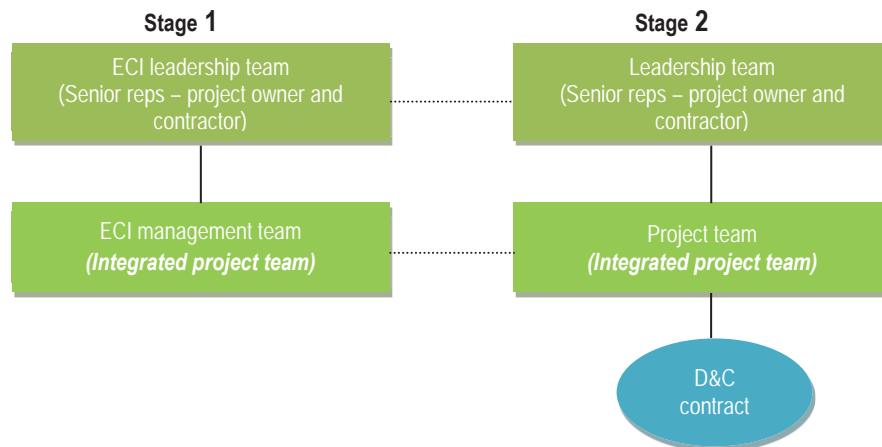 Stage 1
ECI leadership team
(Senior reps – project owner and
contractor)
ECI management team
(Integrated project team)
Stage 2
Leadership team
(Senior reps – project owner and
contractor)
Project team
(Integrated project team)
D&C
contract